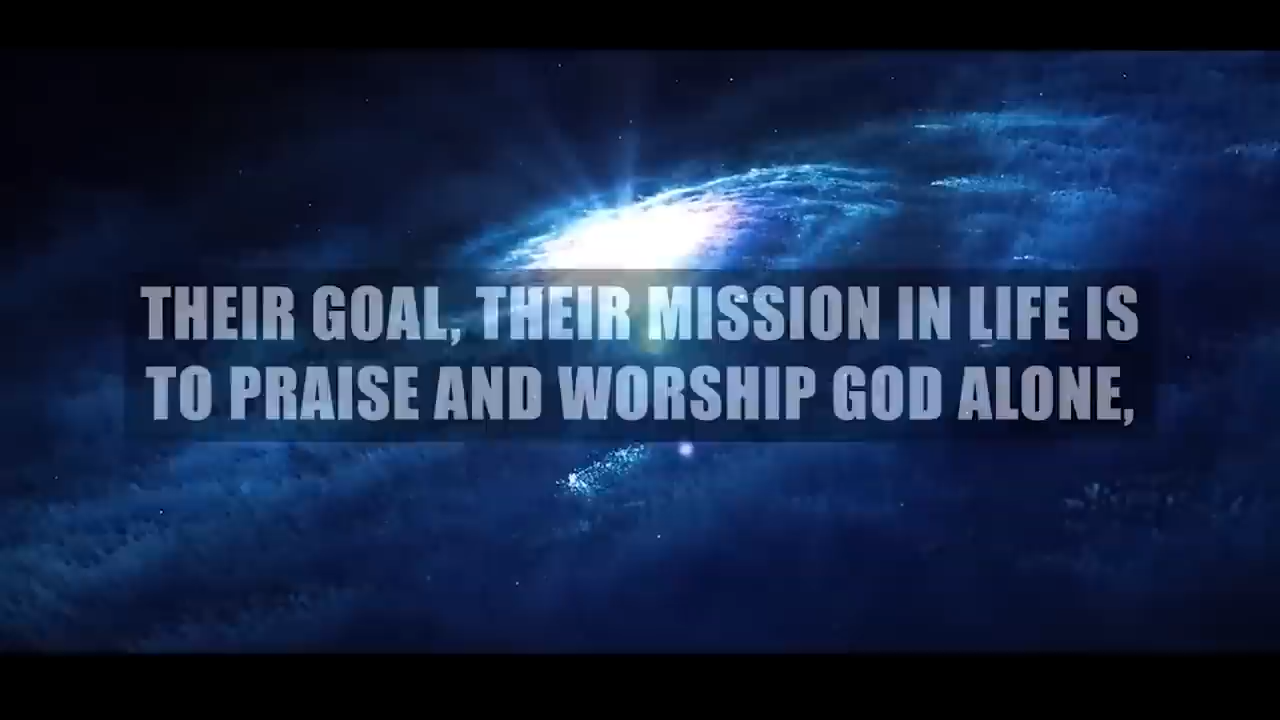 THEIR GOAL, THEIR MISSION IN LIFE IS
TO PRAISE AND WORSHIP GOD ALONE,